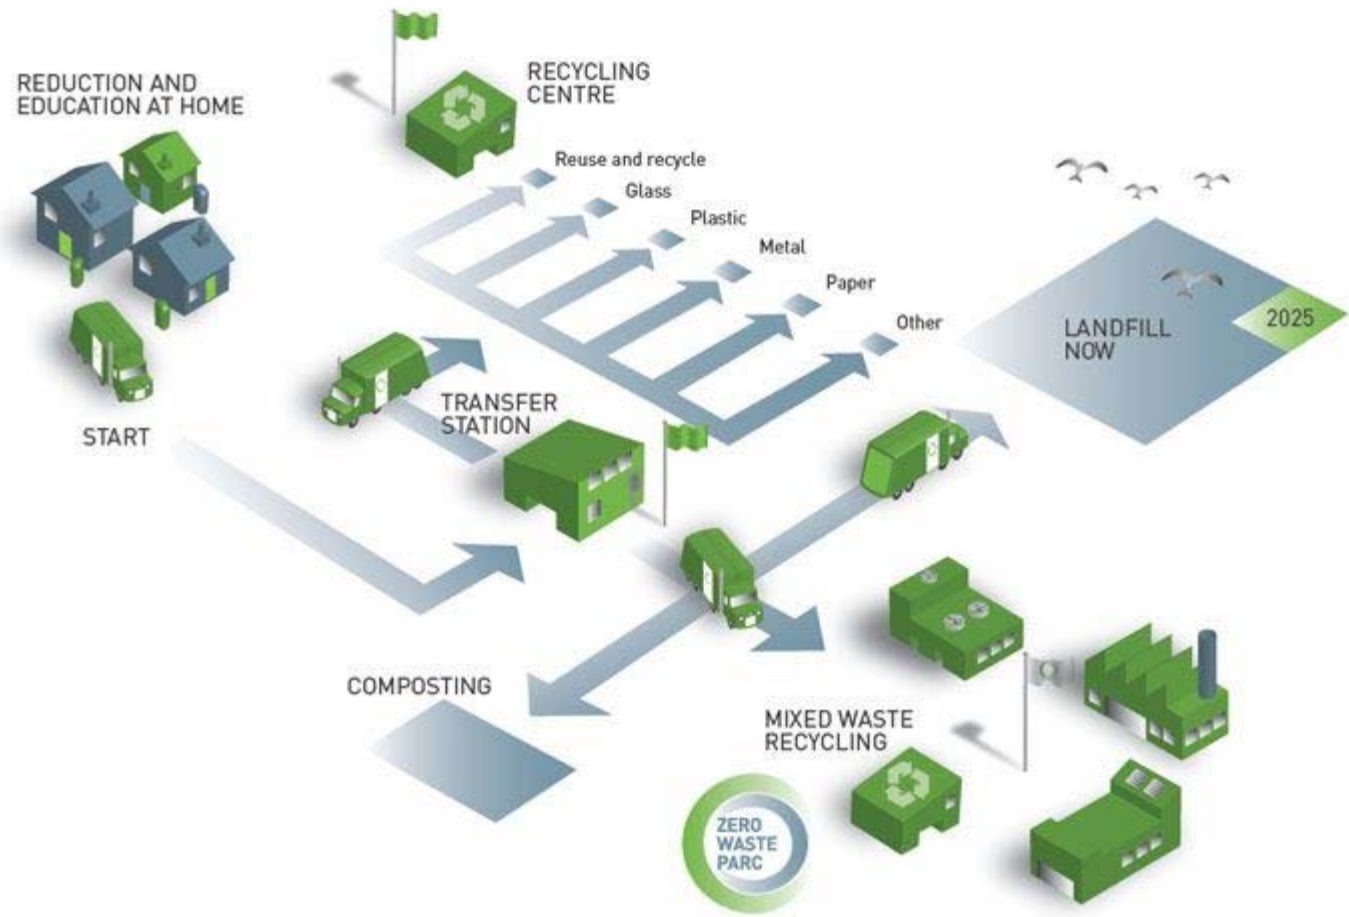 REDUCTION AND
EDUCATION AT HOME
START
RECYCLING
CENTRE
Reuse and recycle
Glass
Plastic
Metal
Paper
Other
TRANSFER
STATION
LANDFILL
NOW
2025
COMPOSTING
MIXED WASTE
RECYCLING
ZERO
WASTE
PARC